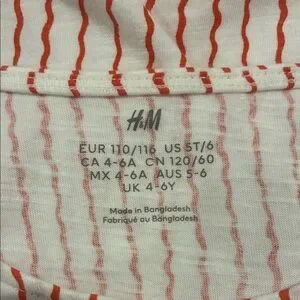 H&M
EUR 110/116 US 5T/6
CA 4-6A CN 120/60
MX 4-6A AUS 5-6
UK 4-6Y
Made in Bangladesh
Fabriqué au Bangladesh